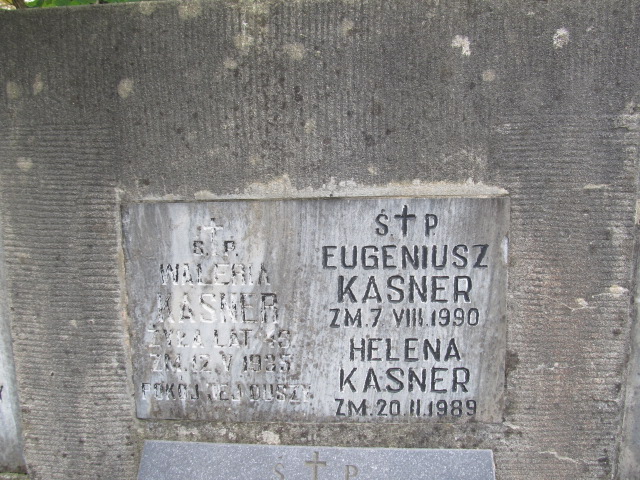 Ś. P.
WALERIA
KASNER
ŻYŁA LAT
ZM. 12. V 1935.
POKÓJ JEJ DUSZY
Ś † P
EUGENIUSZ
KASNER
ZM. 7 VIII. 1990
HELENA
KASNER
ZM. 20. II. 1989
Ś † P